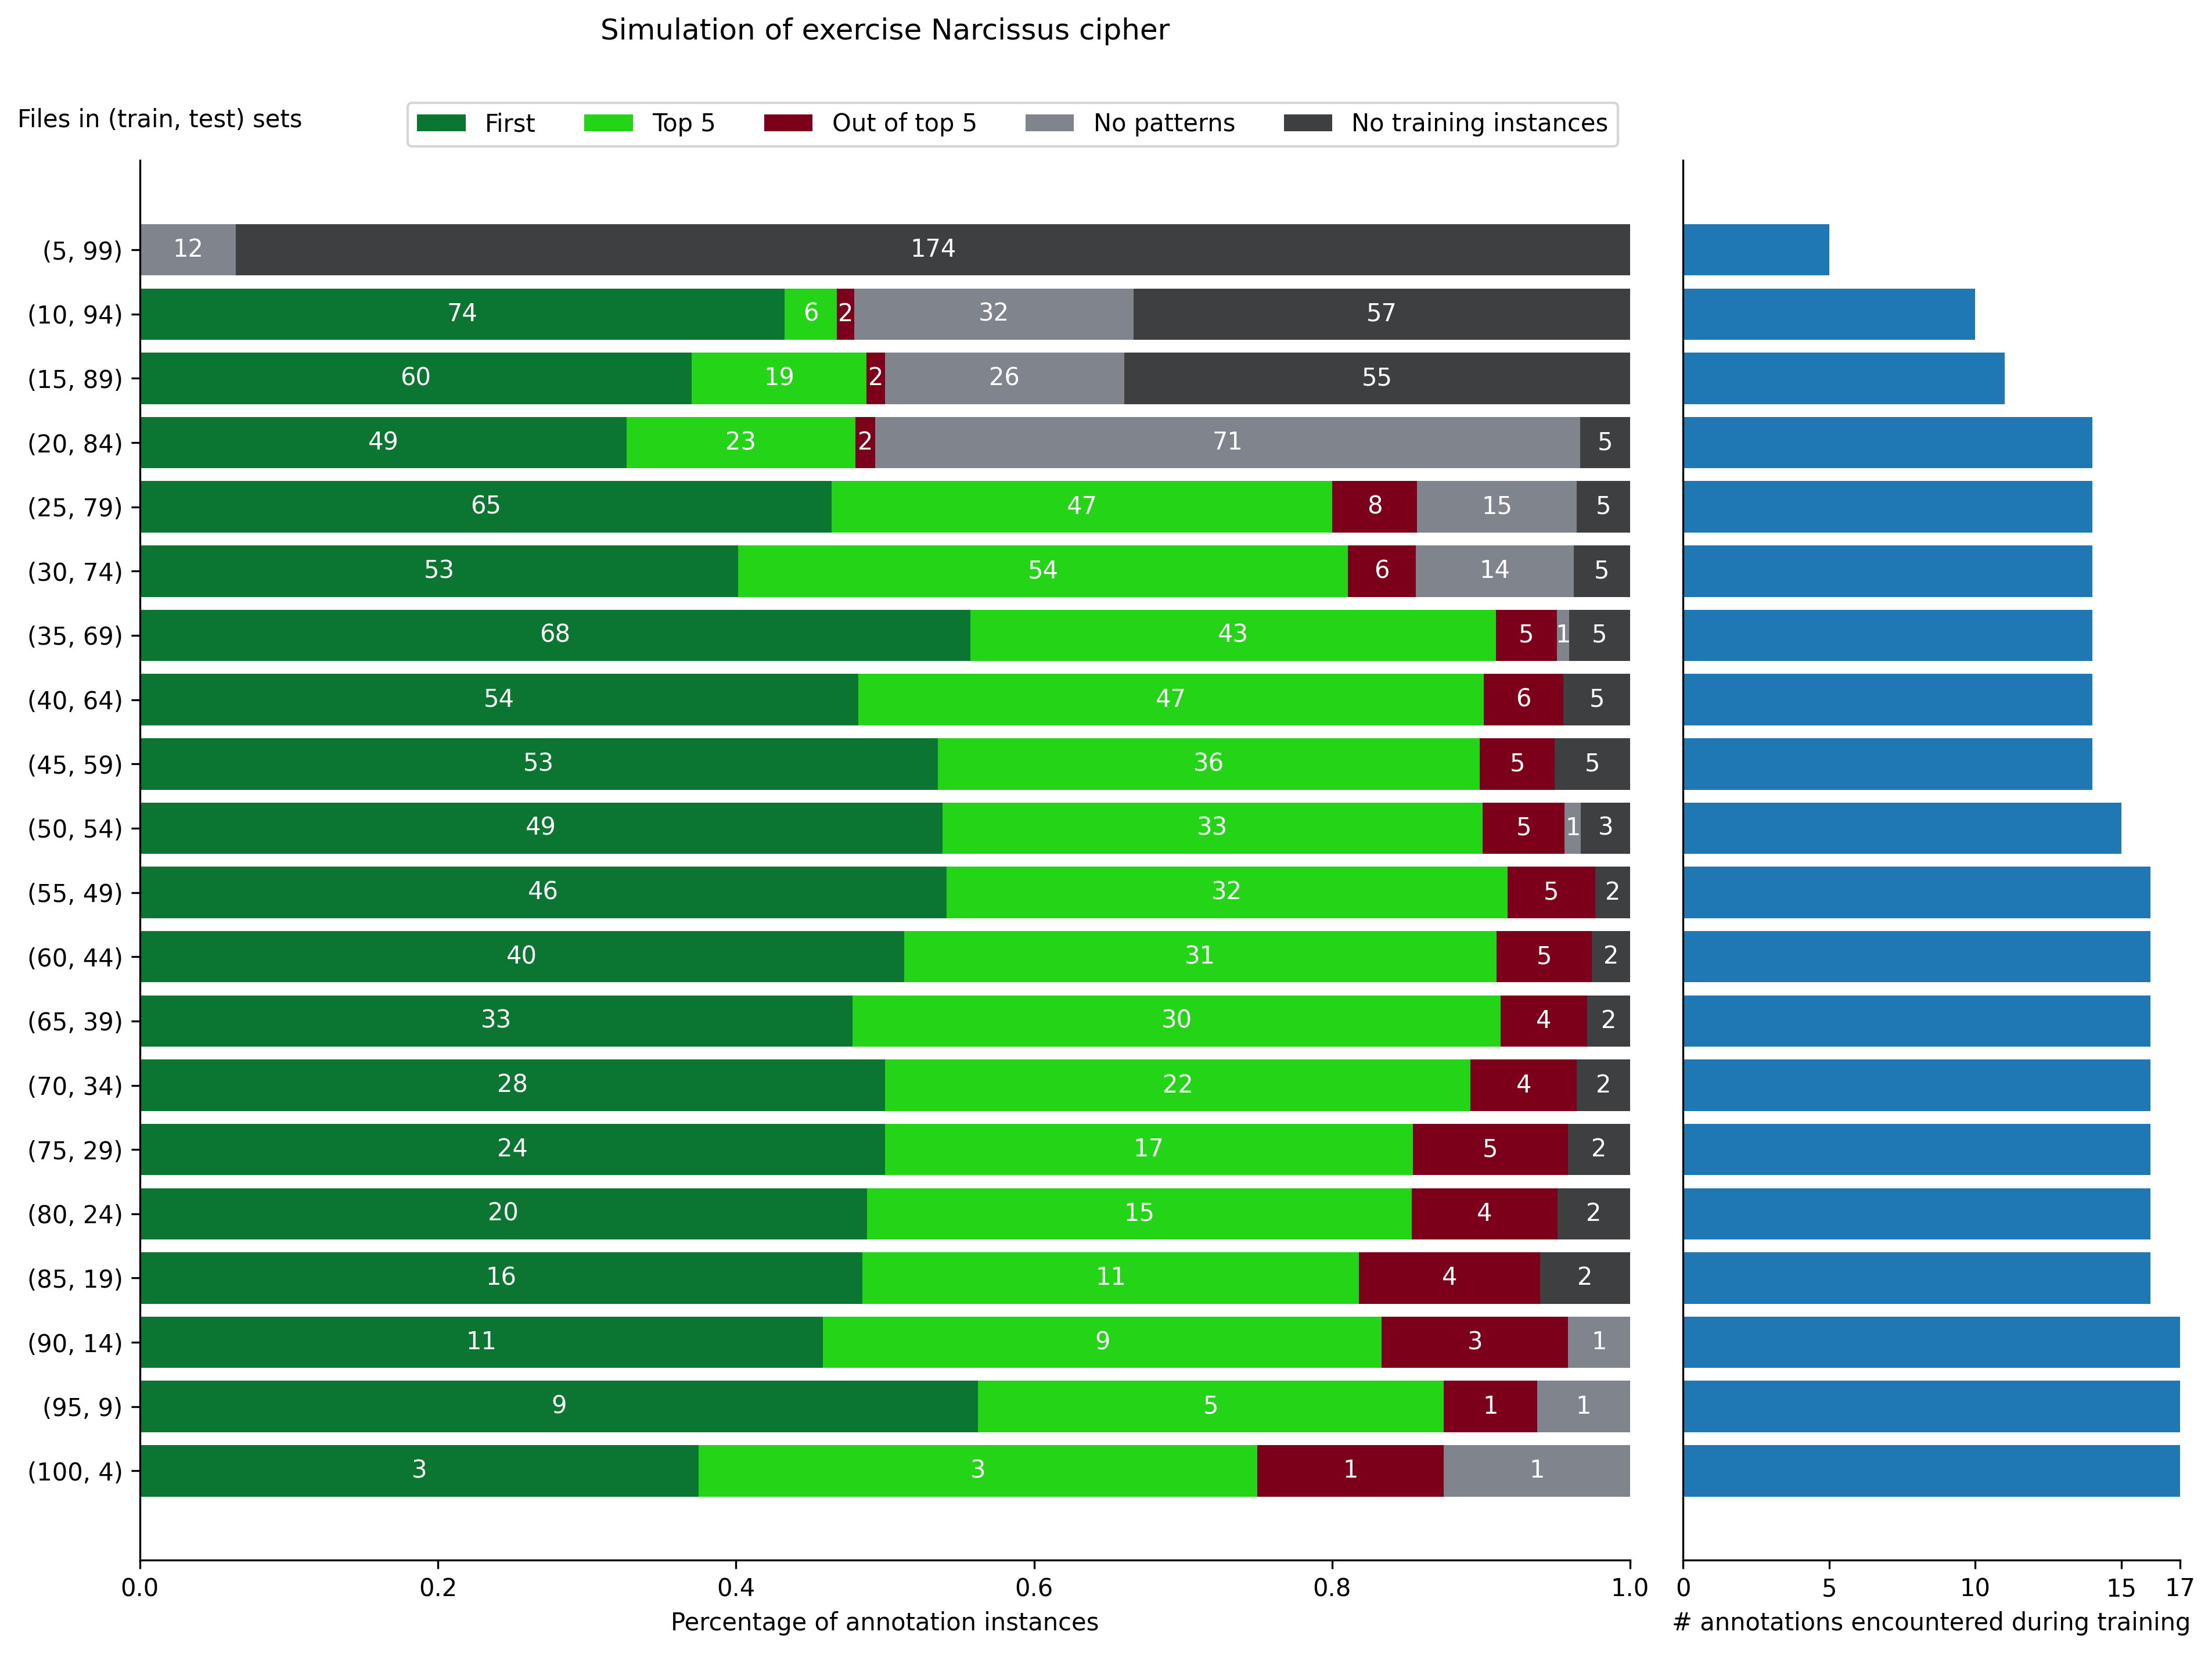 Simulation of exercise Narcissus cipher
Files in (train, test) sets
First Top 5 Out of top 5 No patterns No training instances
(5, 99) 12 174
(10, 94) 74 6 2 32 57
(15, 89) 60 19 2 26 55
(20, 84) 49 23 2 71 5
(25, 79) 65 47 8 15 5
(30, 74) 53 54 6 14 5
(35, 69) 68 43 5 1 5
(40, 64) 54 47 6 5
(45, 59) 53 36 5 5
(50, 54) 49 33 5 1 3
(55, 49) 46 32 5 2
(60, 44) 40 31 5 2
(65, 39) 33 30 4 2
(70, 34) 28 22 4 2
(75, 29) 24 17 5 2
(80, 24) 20 15 4 2
(85, 19) 16 11 4 2
(90, 14) 11 9 3 1
(95, 9) 9 5 1 1
(100, 4) 3 3 1 1
0.0 0.2 0.4 0.6 0.8 1.0 0 5 10 15 17
Percentage of annotation instances # annotations encountered during training